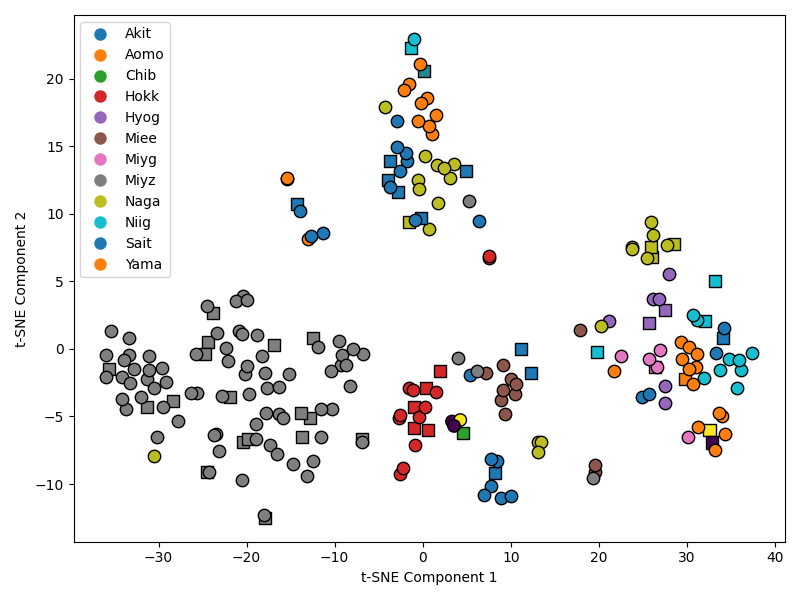 Akit
Aomo
Chib
Hokk
Hyog
Miee
Miyg
Miyz
Naga
Niig
Sait
Yama
20
15
10
5
0
−5
−10
t-SNE Component 2
−30 −20 −10 0 10 20 30 40
t-SNE Component 1